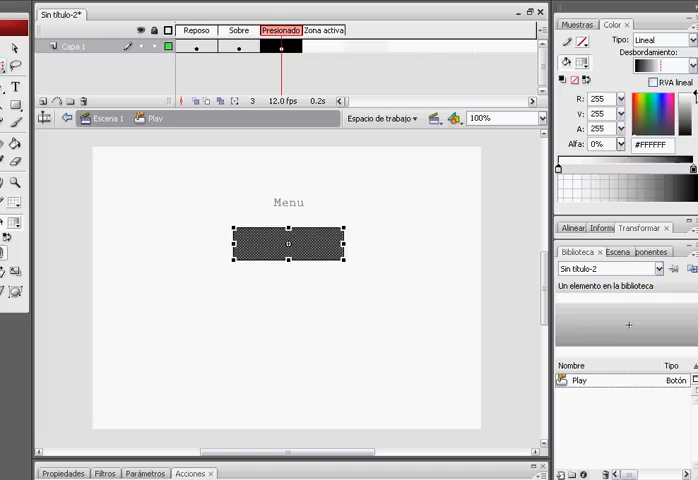 Sin título-2*
Reposo Sobre Presionado Zona activa
Capa 1
3 12.0 fps 0.2s
Escena 1 Play Espacio de trabajo 100%
Menu
Propiedades Filtros Parámetros Acciones
Muestras Color
Tipo: Lineal
Desbordamiento:
RVA lineal
R: 255
V: 255
A: 255
Alfa: 0% #FFFFFF
Alinear Inform Transformar
Biblioteca Escena ponentes
Sin título-2
Un elemento en la biblioteca
Nombre Tipo
Play Botón